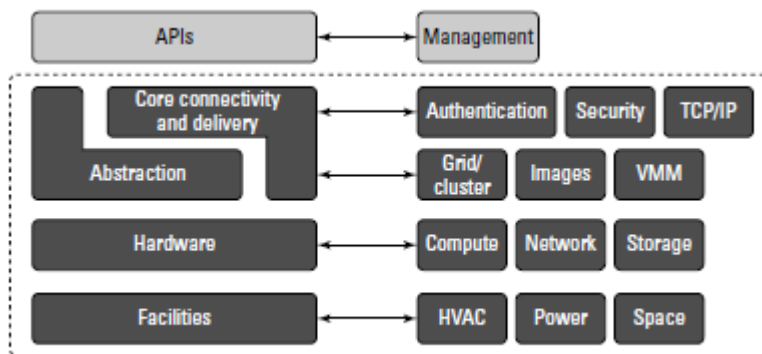 APIs
Management
Core connectivity
and delivery
Authentication
Security
TCP/IP
Abstraction
Grid/
cluster
Images
VMM
Hardware
Compute
Network
Storage
Facilities
HVAC
Power
Space